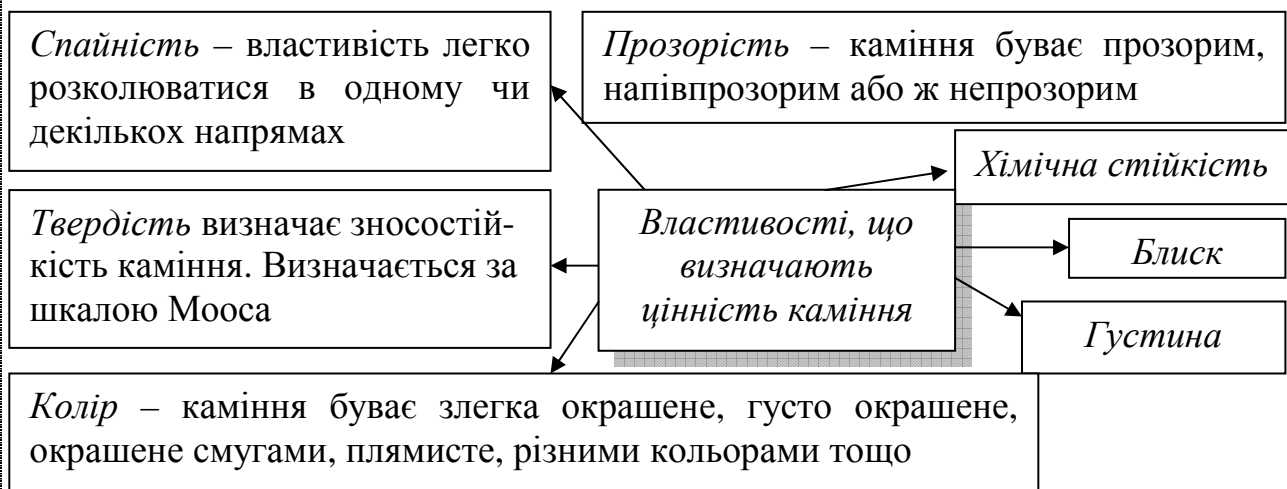 Спайність – властивість легко
розколюватися в одному чи
декількох напрямах
Прозорість – каміння буває прозорим,
напівпрозорим або ж непрозорим
Хімічна стійкість
Твердість визначає зносостій-
кість каміння. Визначається за
шкалою Мооса
Властивості, що
визначають
цінність каміння
Блиск
Густина
Колір – каміння буває злегка окрашене, густо окрашене,
окрашене смугами, плямисте, різними кольорами тощо